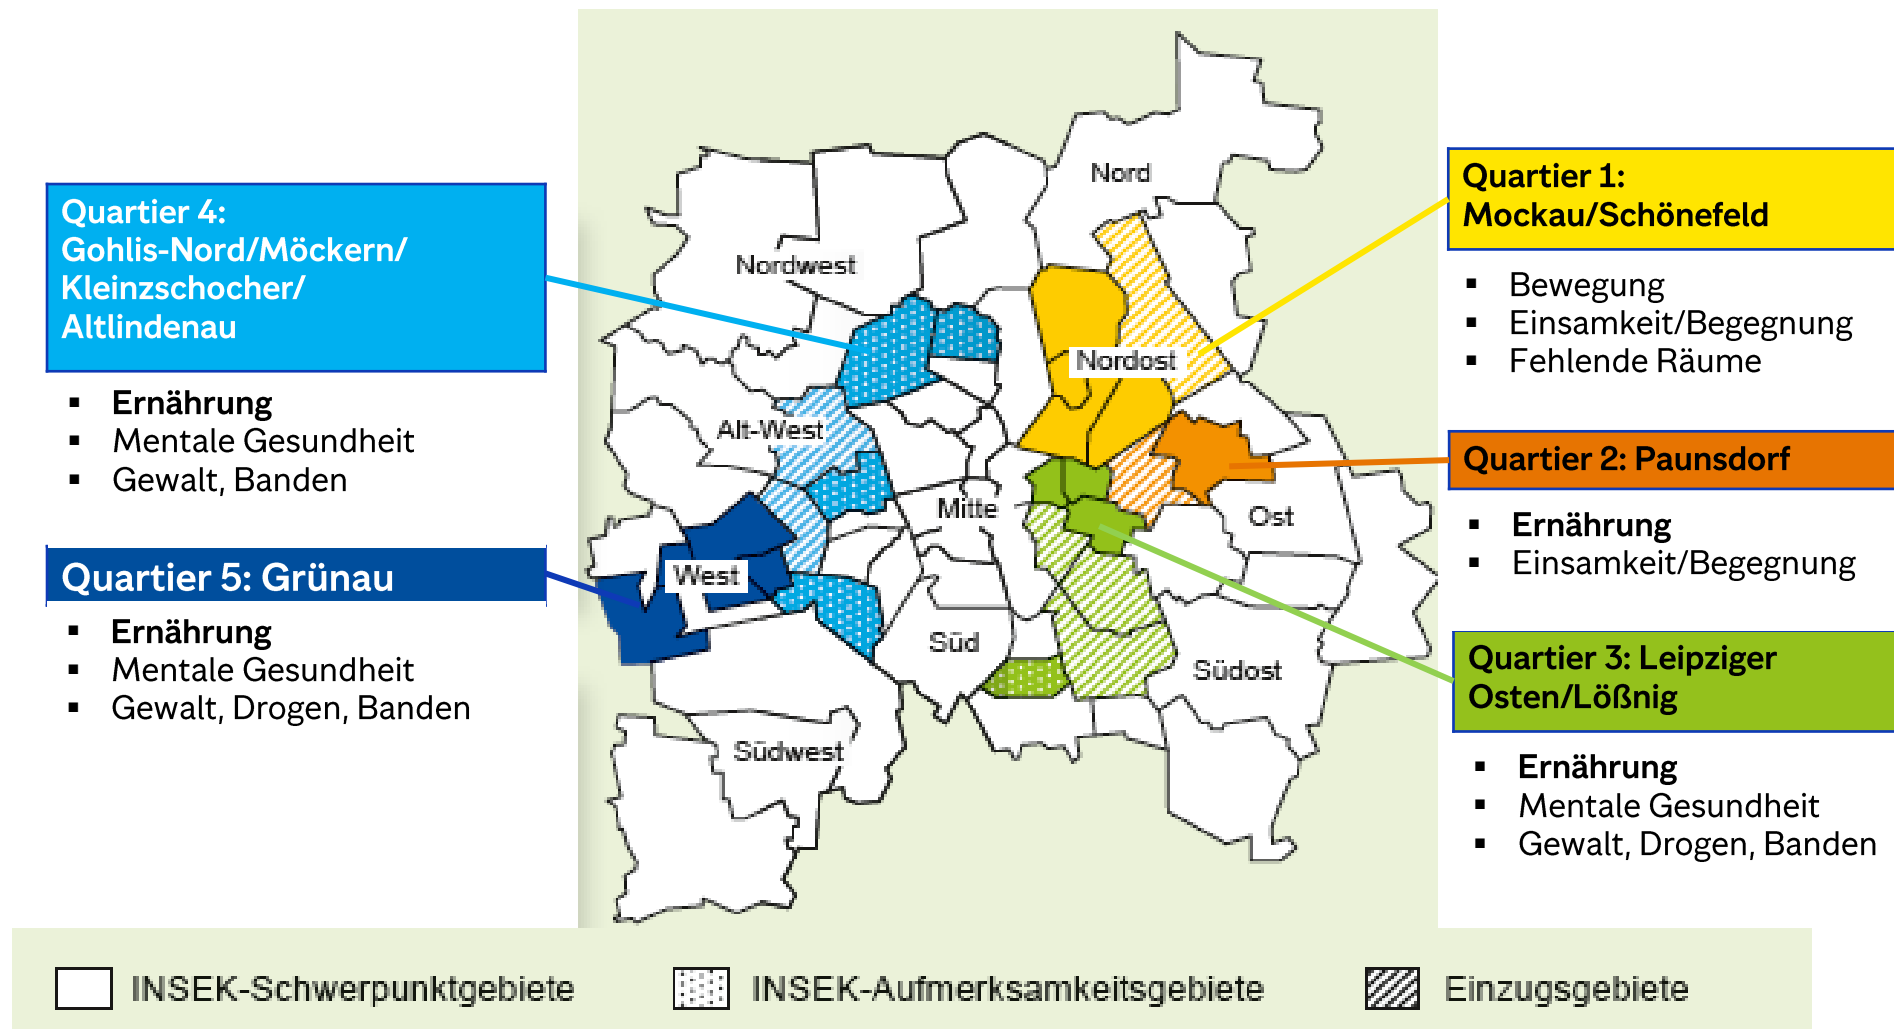 Quartier 4:
Gohlis-Nord/Möckern/
Kleinzschocher/
Altlindenau
▪ Ernährung
▪ Mentale Gesundheit
▪ Gewalt, Banden
Quartier 5: Grünau
▪ Ernährung
▪ Mentale Gesundheit
▪ Gewalt, Drogen, Banden
Nord
Nordwest
Nordost
Alt-West
Mitte
Ost
West
Süd
Südost
Südwest
Quartier 1:
Mockau/Schönefeld
▪ Bewegung
▪ Einsamkeit/Begegnung
▪ Fehlende Räume
Quartier 2: Paunsdorf
▪ Ernährung
▪ Einsamkeit/Begegnung
Quartier 3: Leipziger
Osten/Lößnig
▪ Ernährung
▪ Mentale Gesundheit
▪ Gewalt, Drogen, Banden
INSEK-Schwerpunktgebiete
INSEK-Aufmerksamkeitsgebiete
Einzugsgebiete